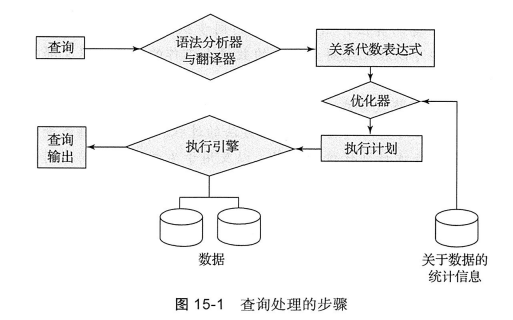 查询
语法分析器
与翻译器
关系代数表达式
优化器
查询
输出
执行引擎
执行计划
数据
关于数据的
统计信息
图 15-1 查询处理的步骤